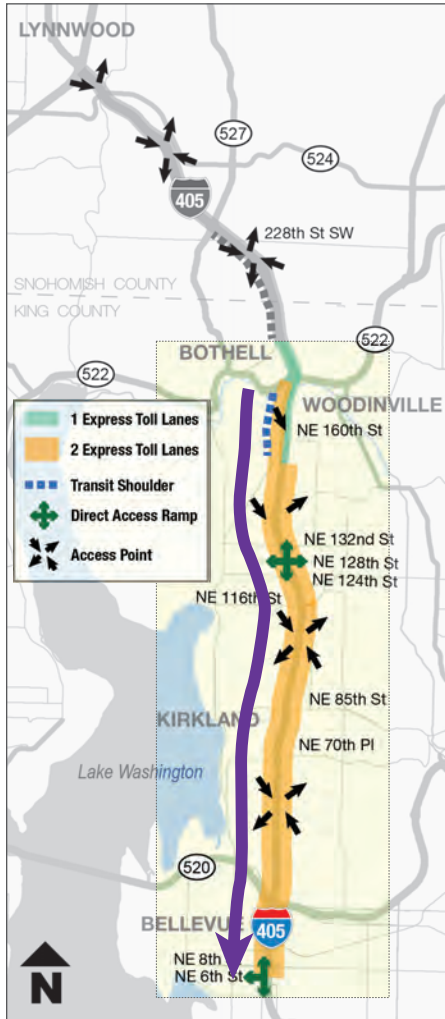 LYNNWOOD
527
524
405
228th St SW
SNOHOMISH COUNTY
KING COUNTY
522
BOTHELL
522
WOODINVILLE
1 Express Toll Lanes
2 Express Toll Lanes
Transit Shoulder
Direct Access Ramp
Access Point
NE 160th St
NE 132nd St
NE 128th St
NE 124th St
NE 116th St
NE 85th St
KIRKLAND
NE 70th Pl
Lake Washington
520
BELLEVUE
405
NE 8th
NE 6th St
N